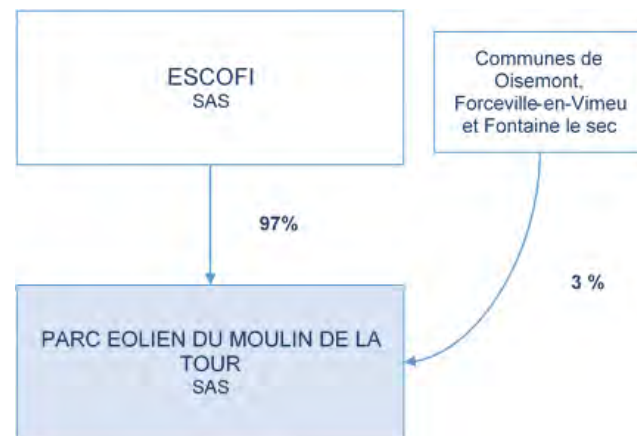 ESCOFI
SAS
Communes de
Oisemont,
Forceville-en-Vimeu
et Fontaine le sec
97%
3 %
PARC EOLIEN DU MOULIN DE LA
TOUR
SAS